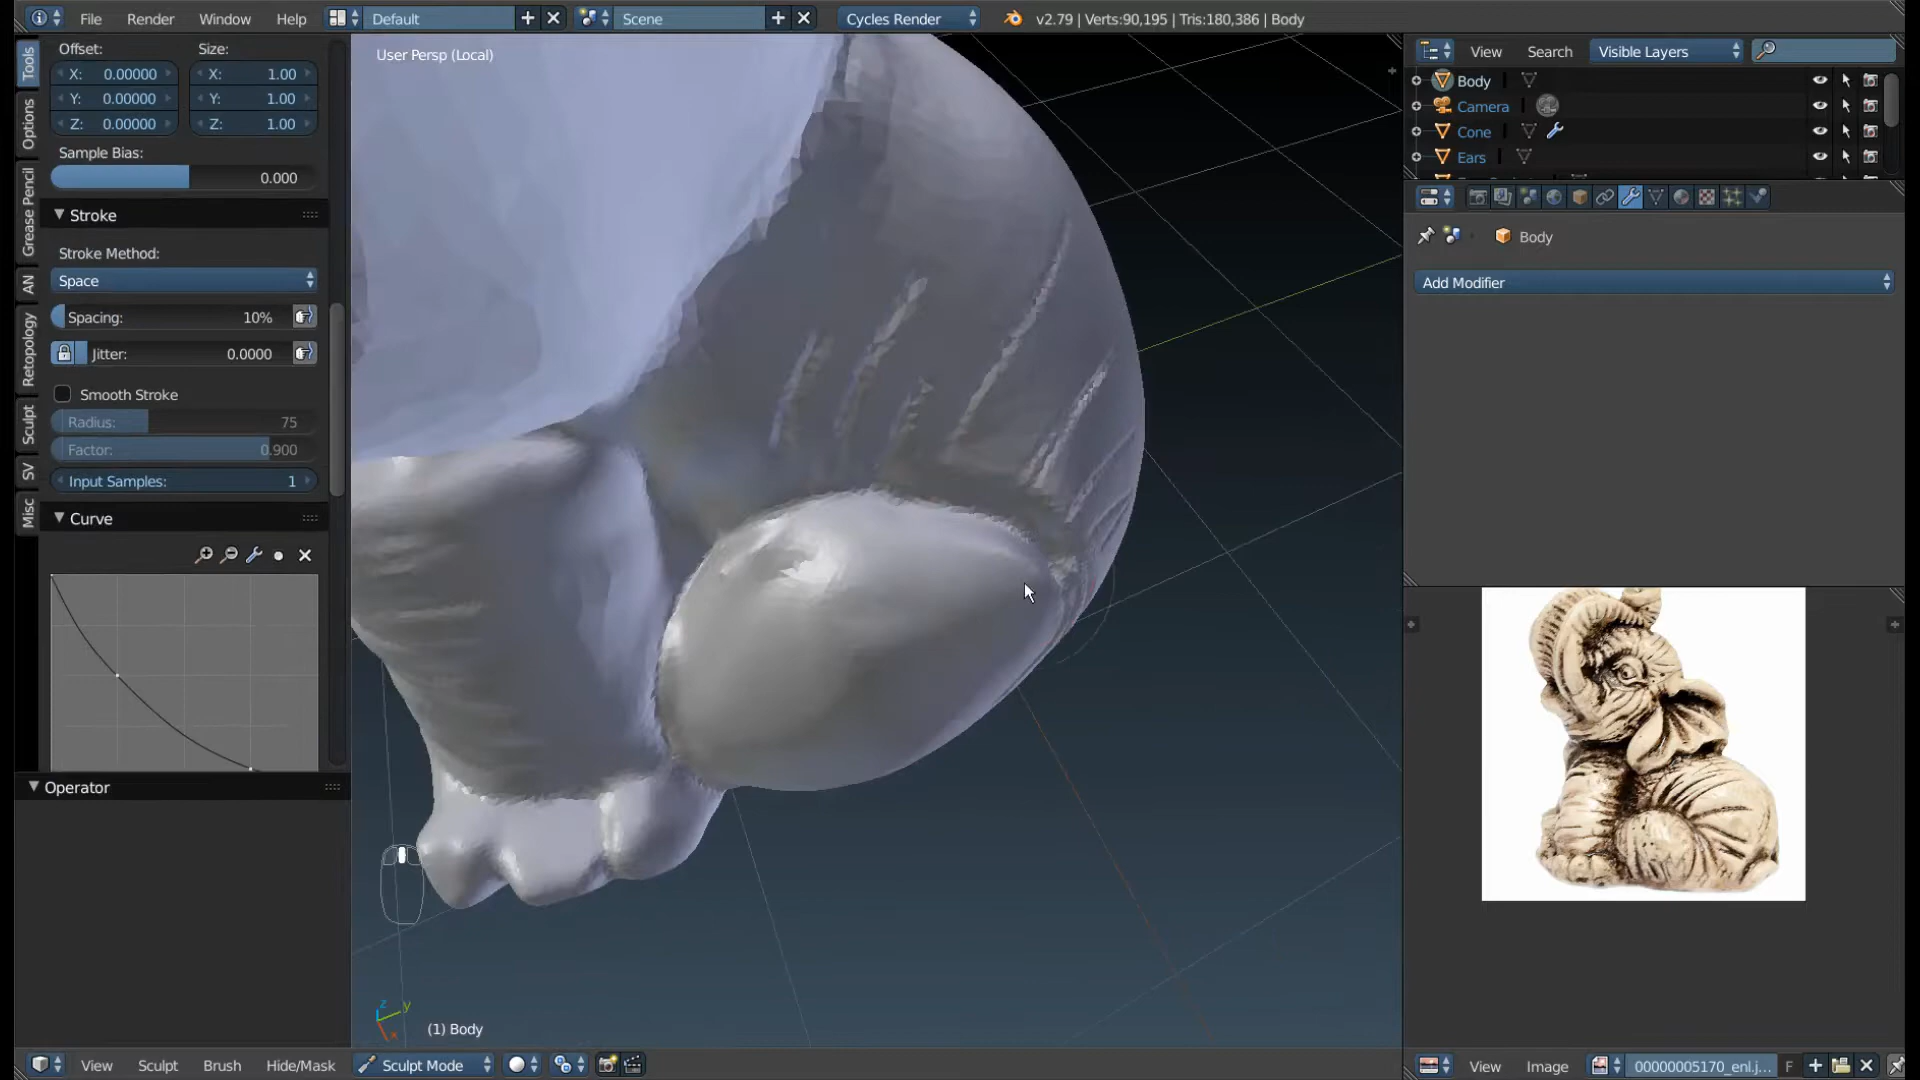 File Render Window Help Default Scene Cycles Render v2.79 | Verts:90,195 | Tris:180,386 | Body
Tools
Options
Grease Pencil
AN
Retopology
Sculpt
SV
Misc
Offset: Size:
X: 0.00000 X: 1.00
Y: 0.00000 Y: 1.00
Z: 0.00000 Z: 1.00
Sample Bias:
0.000
Stroke
Stroke Method:
Space
Spacing: 10%
Jitter: 0.0000
Smooth Stroke
Radius: 75
Factor: 0.900
Input Samples: 1
Curve
Operator
User Persp (Local)
z y x
(1) Body
View Sculpt Brush Hide/Mask Sculpt Mode
View Search Visible Layers
Body
Camera
Cone
Ears
Body
Add Modifier
View Image 00000005170_enl.j... F